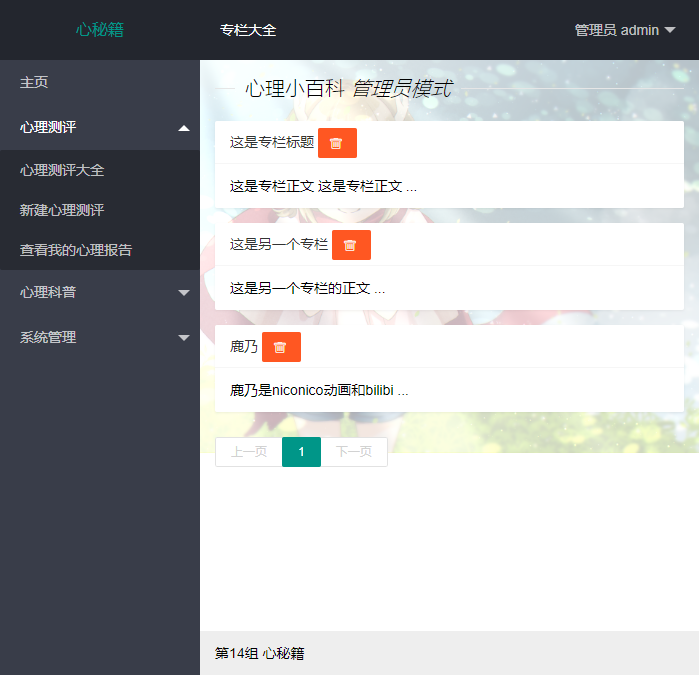 心秘籍
专栏大全
管理员 admin
主页
心理测评
心理测评大全
新建心理测评
查看我的心理报告
心理科普
系统管理
心理小百科 管理员模式
这是专栏标题
这是专栏正文 这是专栏正文 ...
这是另一个专栏
这是另一个专栏的正文 ...
鹿乃
鹿乃是niconico动画和bilibi ...
上一页 1 下一页
第14组 心秘籍